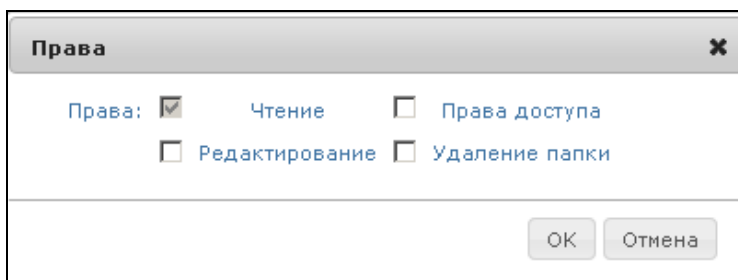 Права
Права: Чтение Права доступа
Редактирование Удаление папки
OK Отмена